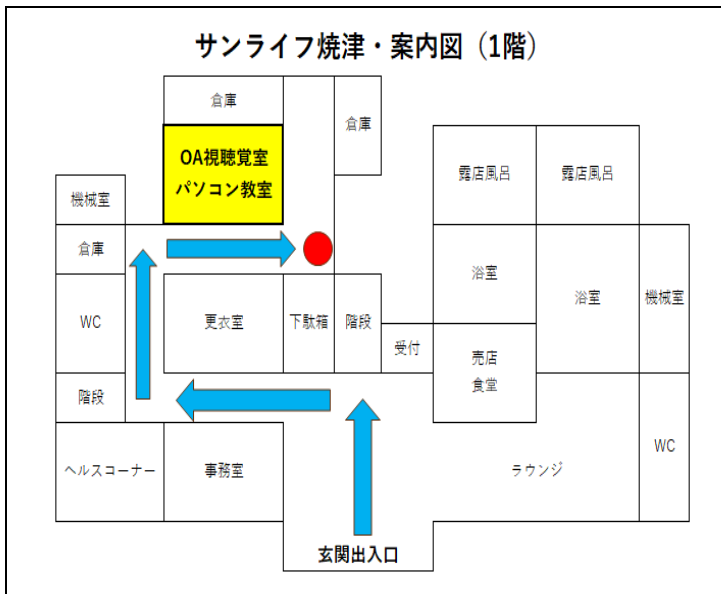 サンライフ焼津・案内図（1階）
倉庫
倉庫
OA視聴覚室
パソコン教室
露店風呂
露店風呂
機械室
倉庫
浴室
浴室
機械室
WC
更衣室
下駄箱
階段
受付
売店
食堂
階段
ヘルスコーナー
事務室
ラウンジ
WC
玄関出入口